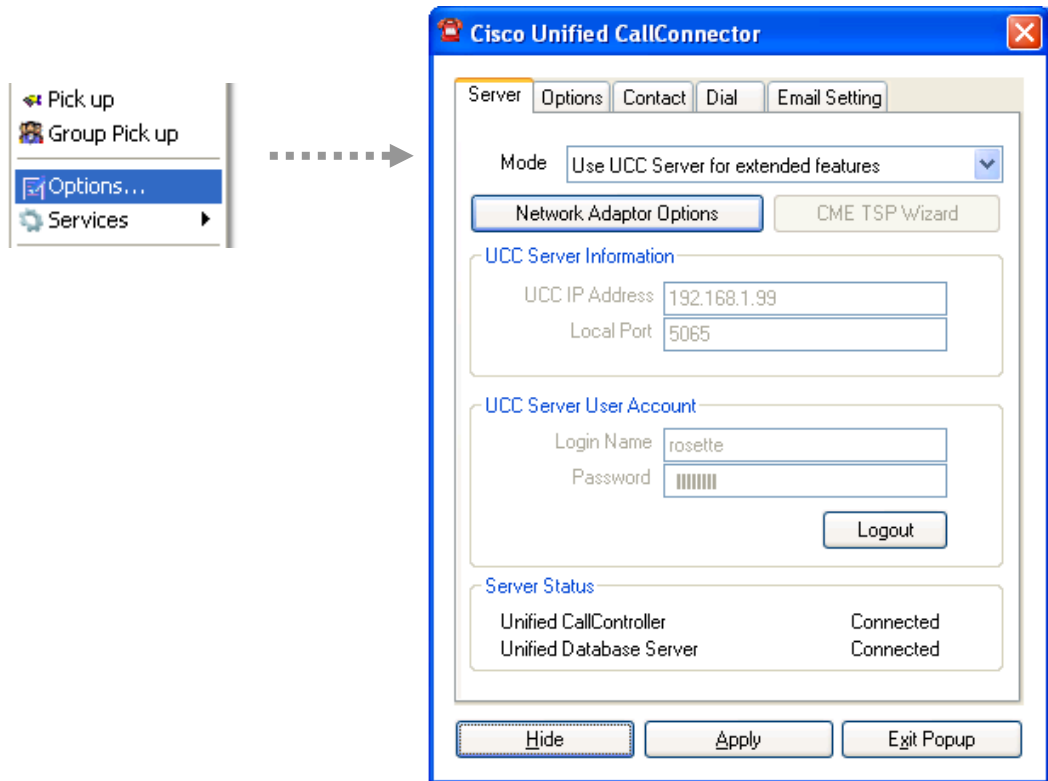 Pick up
Group Pick up
Options...
Services
Cisco Unified CallConnector
Server Options Contact Dial Email Setting
Mode Use UCC Server for extended features
Network Adaptor Options CME TSP Wizard
UCC Server Information
UCC IP Address 192.168.1.99
Local Port 5065
UCC Server User Account
Login Name rosette
Password
Logout
Server Status
Unified CallController Connected
Unified Database Server Connected
Hide Apply Exit Popup